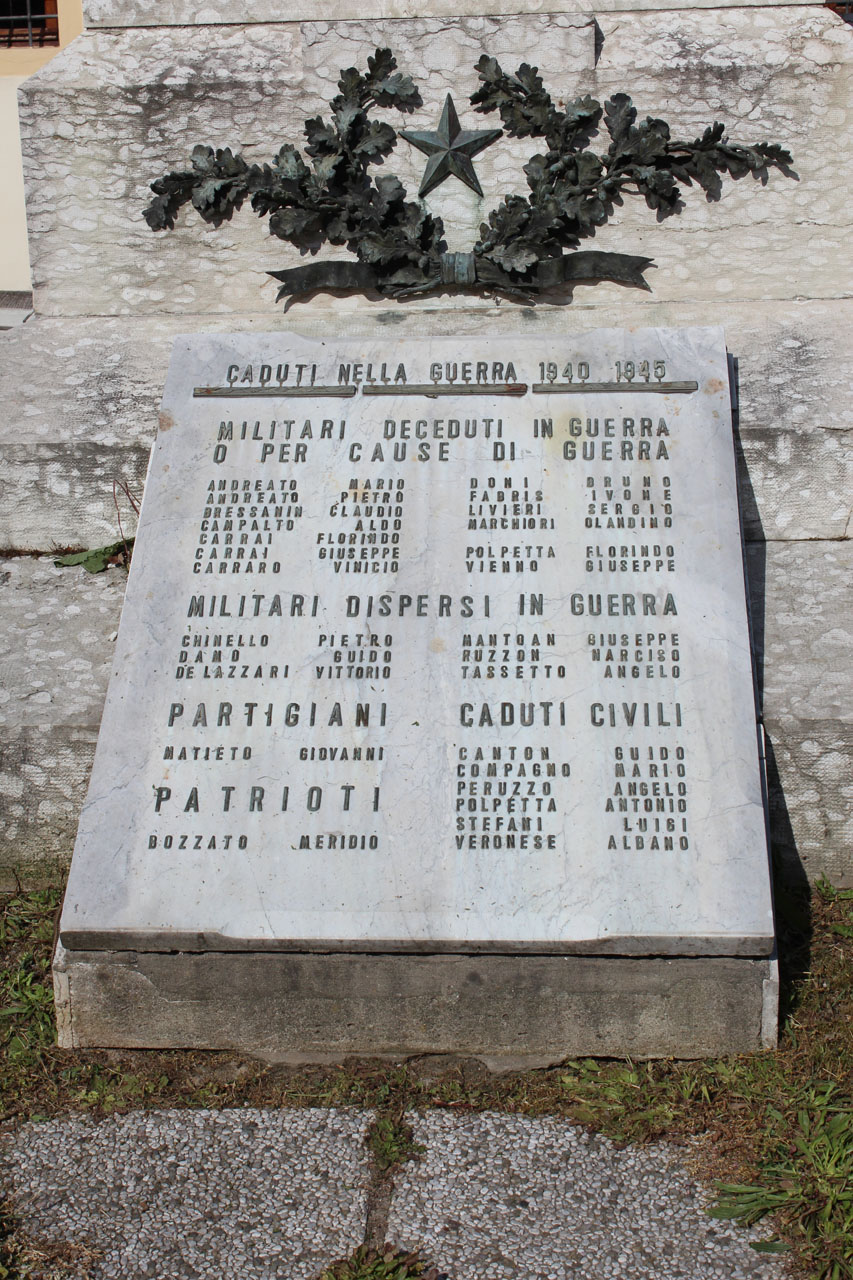 CADUTI NELLA GUERRA 1940 1945
MILITARI DECEDUTI IN GUERRA
O PER CAUSE DI GUERRA
ANDREATO MARIO
ANDREATO PIETRO
BRESSANIN CLAUDIO
CAMPALTO ALDO
CARRAI FLORINDO
CARRAI GIUSEPPE
CARRARO VINICIO
DONI BRUNO
FABRIS IVONE
LIVIERI SERGIO
MARCHIORI OLANDINO
POLPETTA FLORINDO
VIENNO GIUSEPPE
MILITARI DISPERSI IN GUERRA
CHINELLO PIETRO
DAMO GUIDO
DE LAZZARI VITTORIO
MANTOAN GIUSEPPE
RUZZON NARCISO
TASSETTO ANGELO
PARTIGIANI
MATIETO GIOVANNI
PATRIOTI
BOZZATO MERIDIO
CADUTI CIVILI
CANTON GUIDO
COMPAGNO MARIO
PERUZZO ANGELO
POLPETTA ANTONIO
STEFANI LUIGI
VERONESE ALBANO